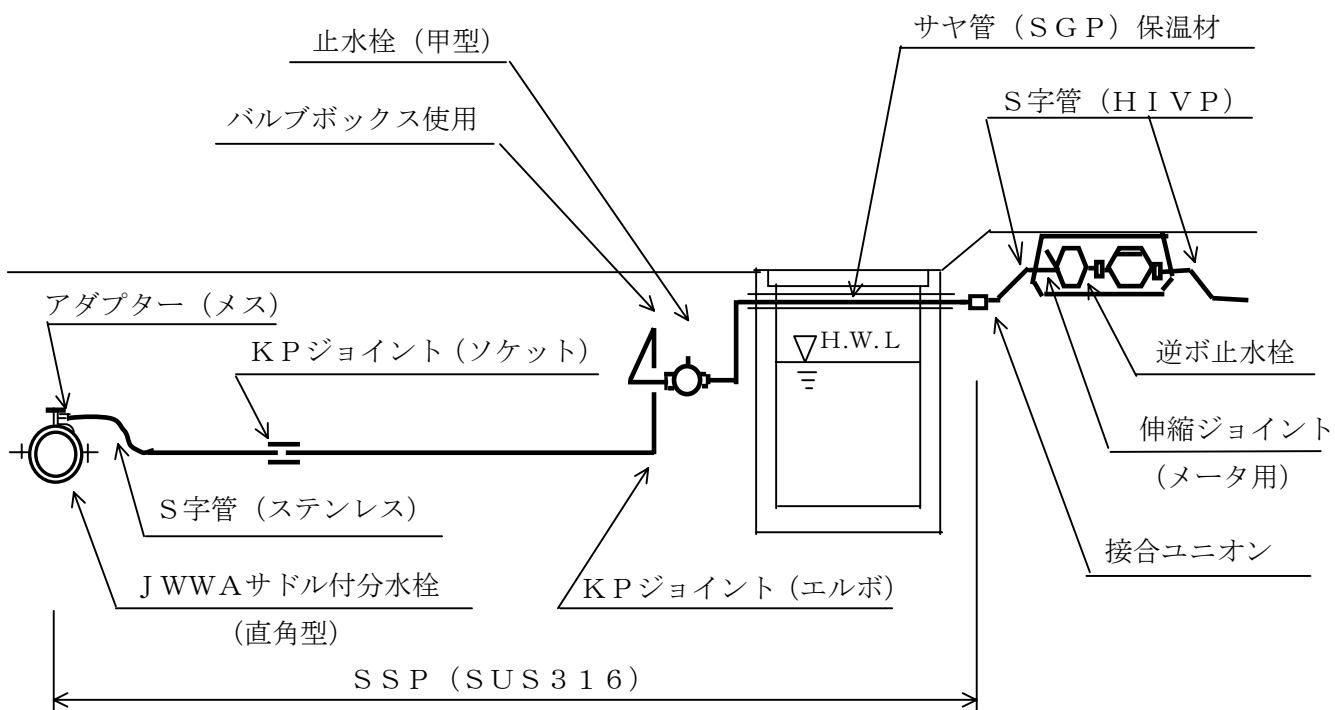 サヤ管（ＳＧＰ）保温材
止水栓（甲型）
Ｓ字管（ＨＩＶＰ）
バルブボックス使用
アダプター（メス）
ＫＰジョイント（ソケット）
H.W.L
逆ボ止水栓
伸縮ジョイント
（メータ用）
Ｓ字管（ステンレス）
接合ユニオン
ＪＷＷＡサドル付分水栓
（直角型）
ＫＰジョイント（エルボ）
ＳＳＰ（ＳＵＳ３１６）